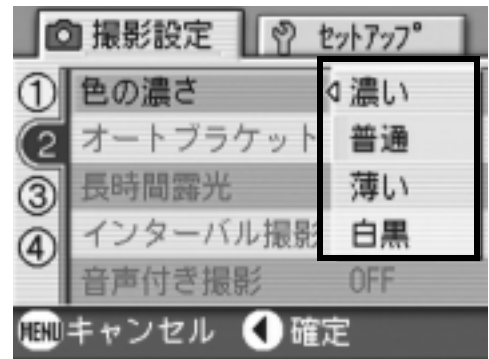 撮影設定 セットアップ
① 色の濃さ 濃い
2 オートブラケット 普通
③ 長時間露光 薄い
④ インターバル撮影 白黒
音声付き撮影 OFF
MENU キャンセル 確定